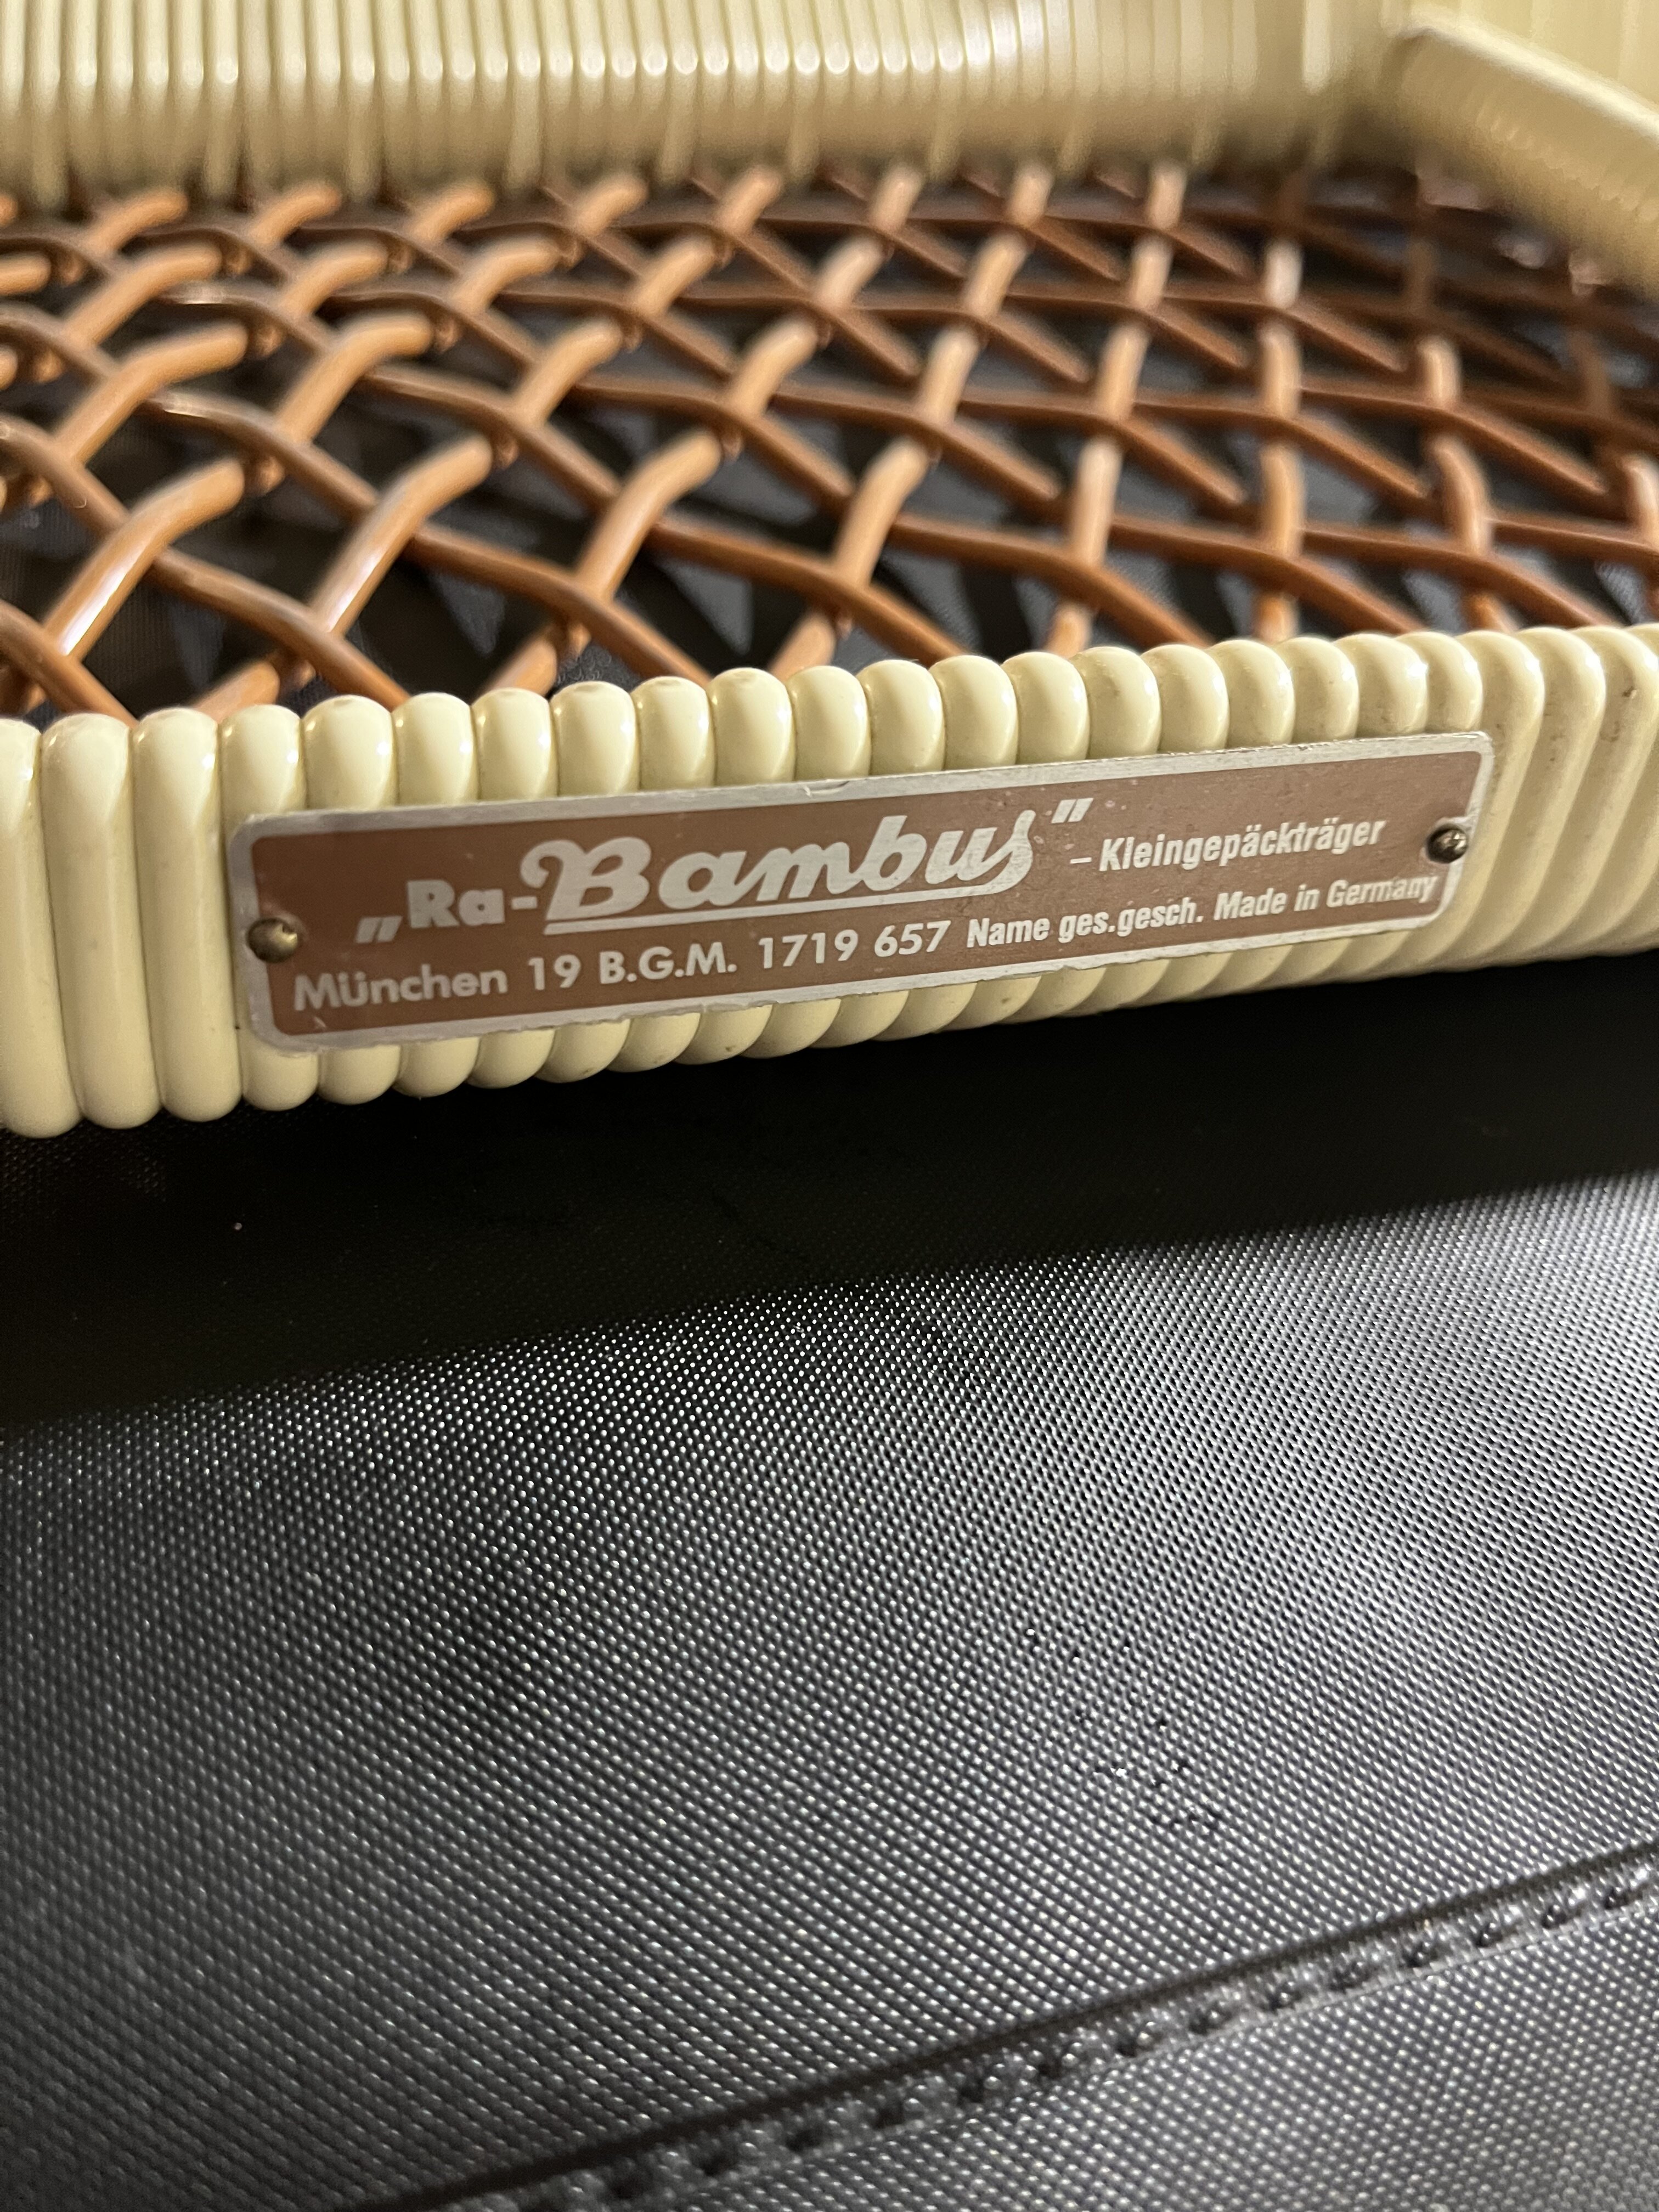 „Ra-Bambus" – Kleingepäckträger
München 19 B.G.M. 1719 657 Name ges.gesch. Made in Germany